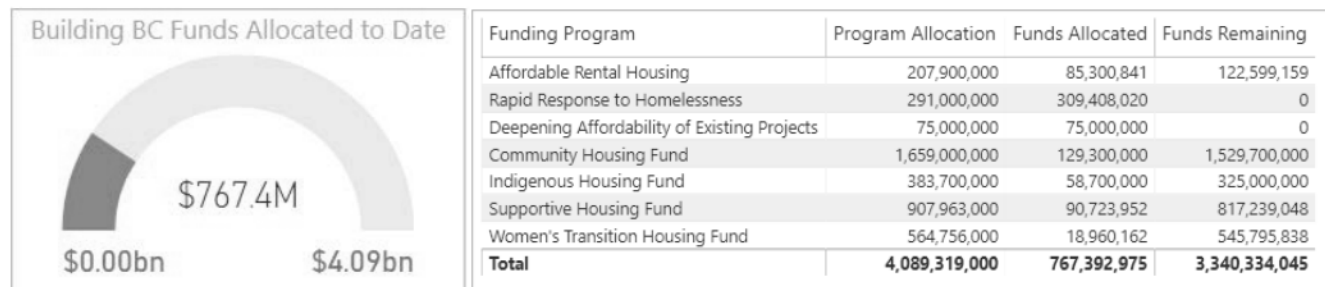 Building BC Funds Allocated to Date
$767.4M
$0.00bn $4.09bn
Funding Program Program Allocation Funds Allocated Funds Remaining
Affordable Rental Housing 207,900,000 85,300,841 122,599,159
Rapid Response to Homelessness 291,000,000 309,408,020 0
Deepening Affordability of Existing Projects 75,000,000 75,000,000 0
Community Housing Fund 1,659,000,000 129,300,000 1,529,700,000
Indigenous Housing Fund 383,700,000 58,700,000 325,000,000
Supportive Housing Fund 907,963,000 90,723,952 817,239,048
Women's Transition Housing Fund 564,756,000 18,960,162 545,795,838
Total 4,089,319,000 767,392,975 3,340,334,045